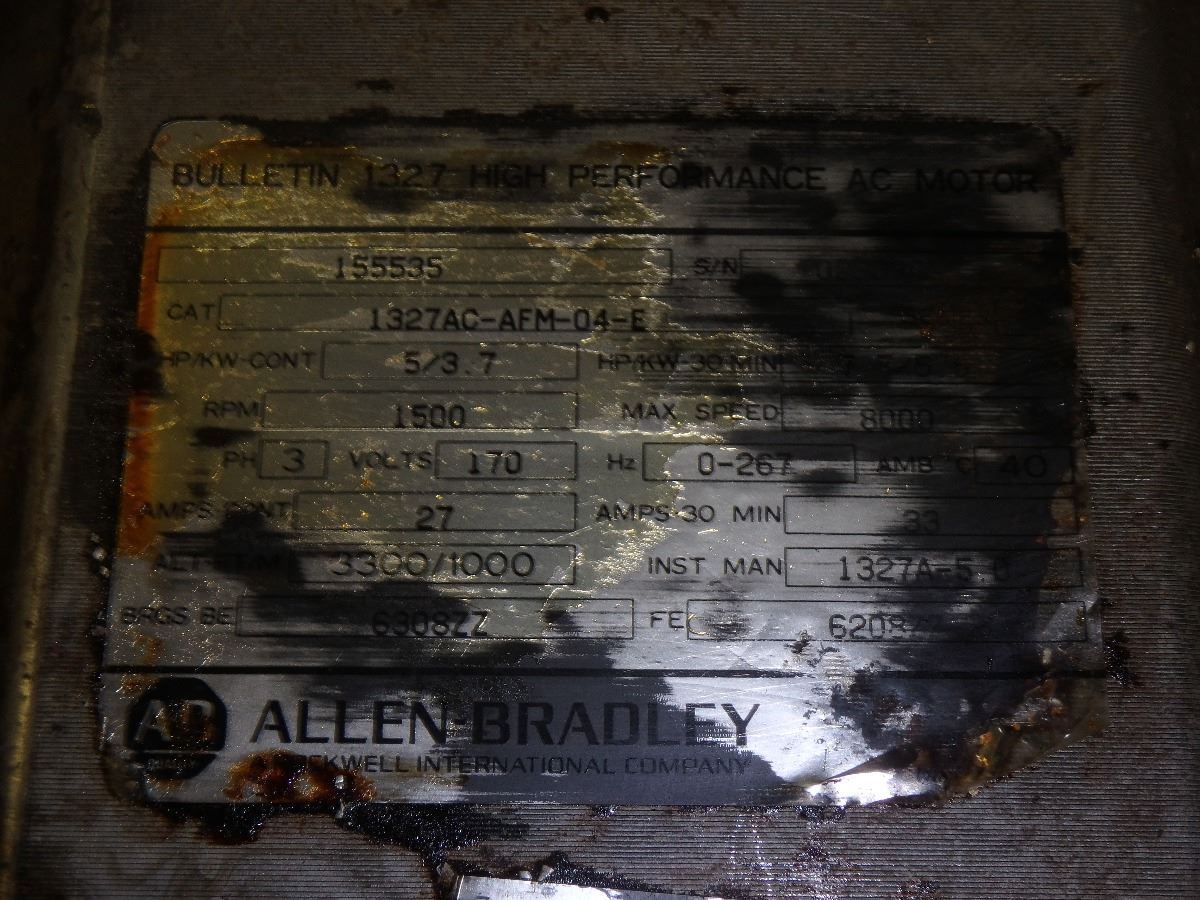 BULLETIN 1327 HIGH PERFORMANCE AC MOTOR
155535 S/N
CAT 1327AC-AFM-04-E
HP/KW-CONT 5/3.7 HP/KW-30 MIN
RPM 1500 MAX SPEED 8000
PH 3 VOLTS 170 Hz 0-267 AMB °C 40
AMPS CONT 27 AMPS-30 MIN 33
3300/1000 INST MAN 1327A-5.0
BRGS BE 6308ZZ FE
AB ALLEN-BRADLEY
A ROCKWELL INTERNATIONAL COMPANY